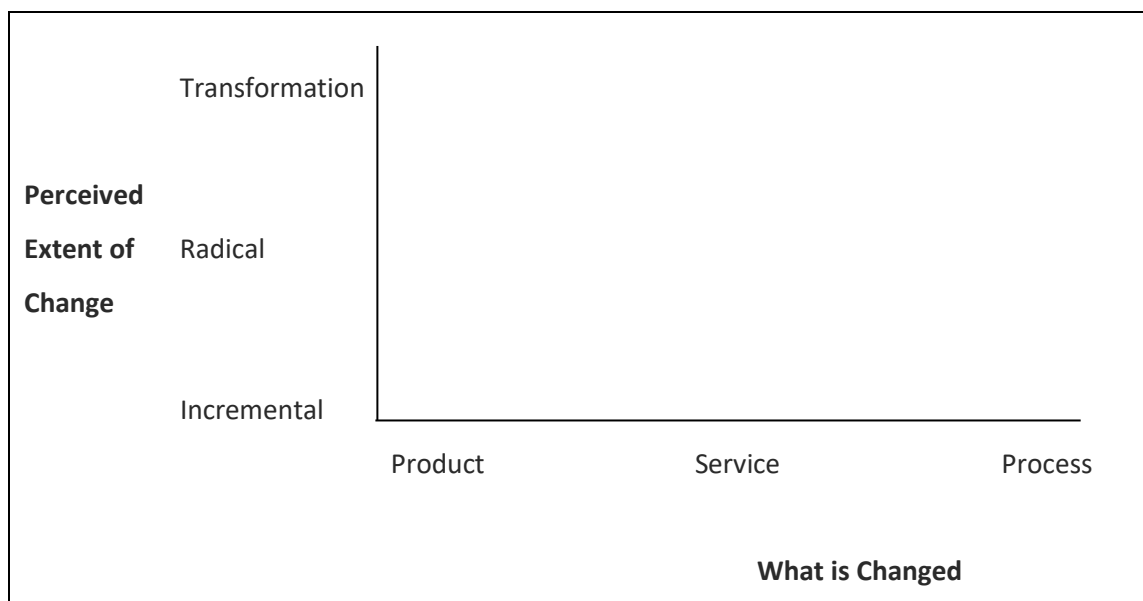 Transformation
Perceived
Extent of
Change
Radical
Incremental
Product Service Process
What is Changed